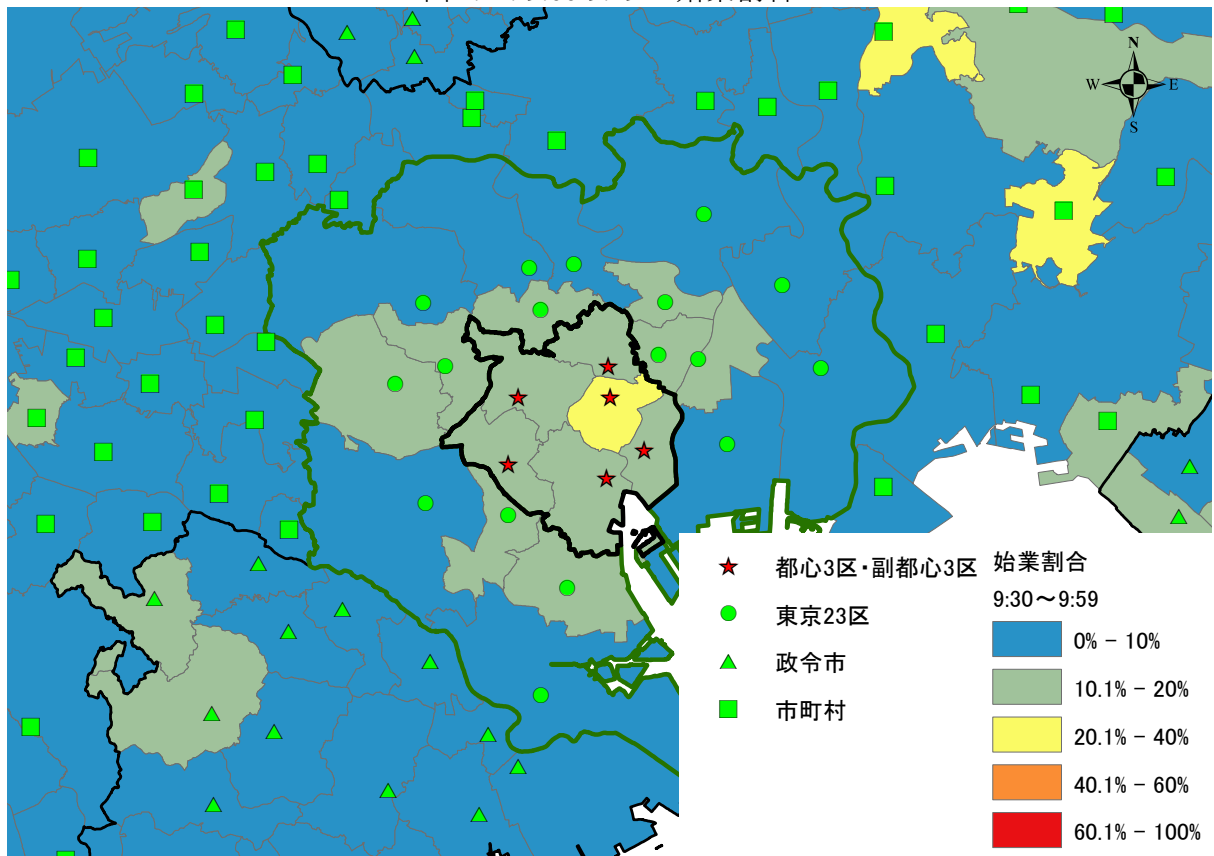 N
W E
S
都心3区・副都心3区
東京23区
政令市
市町村
始業割合
9:30～9:59
0% - 10%
10.1% - 20%
20.1% - 40%
40.1% - 60%
60.1% - 100%